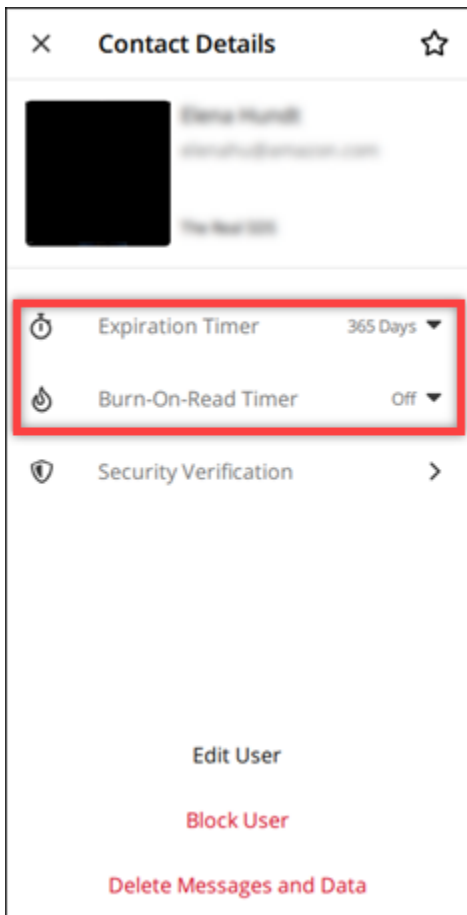 Contact Details
Expiration Timer 365 Days
Burn-On-Read Timer Off
Security Verification
Edit User
Block User
Delete Messages and Data